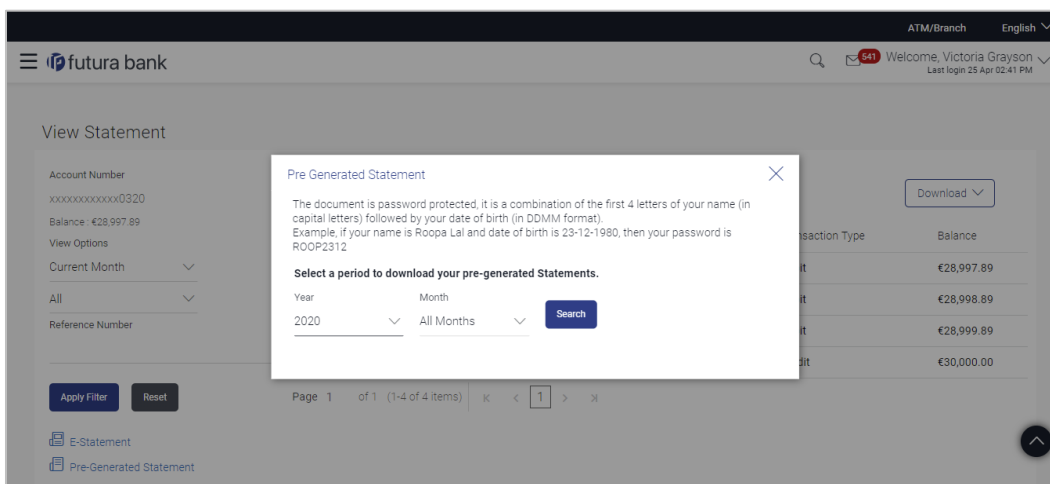 ATM/Branch English
futura bank
541 Welcome, Victoria Grayson
Last login 25 Apr 02:41 PM
View Statement
Account Number
xxxxxxxxxxxx0320
Balance : €28,997.89
View Options
Current Month
All
Reference Number
Apply Filter Reset
E-Statement
Pre-Generated Statement
Pre Generated Statement
The document is password protected, it is a combination of the first 4 letters of your name (in
capital letters) followed by your date of birth (in DDMM format).
Example, if your name is Roopa Lal and date of birth is 23-12-1980, then your password is
ROOP2312
Select a period to download your pre-generated Statements.
Year Month
2020 All Months Search
Download
nsaction Type Balance
it €28,997.89
it €28,998.89
it €28,999.89
dit €30,000.00
Page 1 of 1 (1-4 of 4 items) K < 1 > X